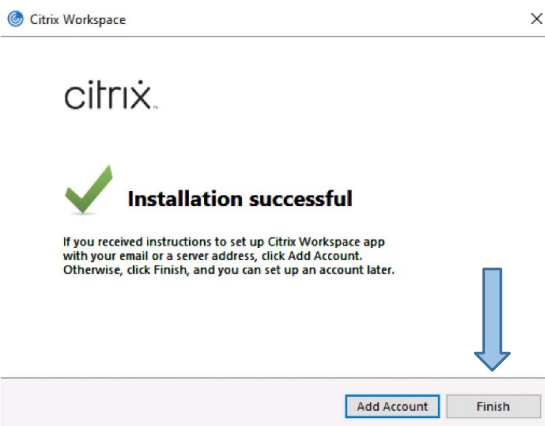 Citrix Workspace
citrix
Installation successful
If you received instructions to set up Citrix Workspace app
with your email or a server address, click Add Account.
Otherwise, click Finish, and you can set up an account later.
Add Account
Finish